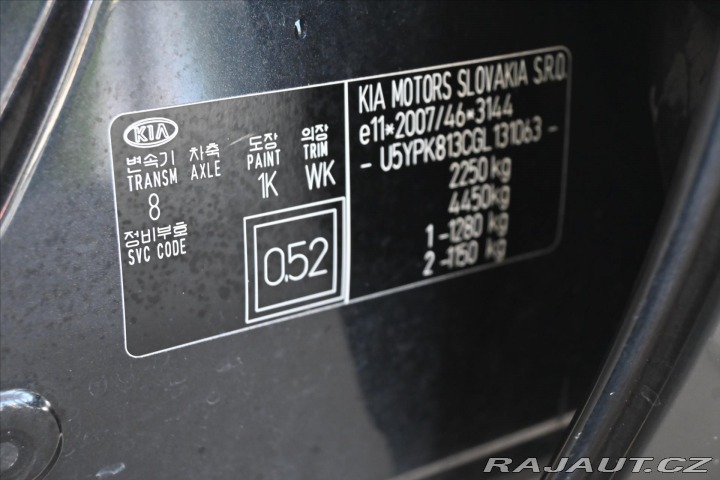 KIA
변속기 차축 도장 의장
TRANSM AXLE PAINT TRIM
8 1K WK
정비부호
SVC CODE
0.52
KIA MOTORS SLOVAKIA S.R.O.
e11*2007/46*3144
- U5YPK813CGL131063 -
2250 kg
4450 kg
1 -1280 kg
2 -1150 kg
RAJAUT.CZ